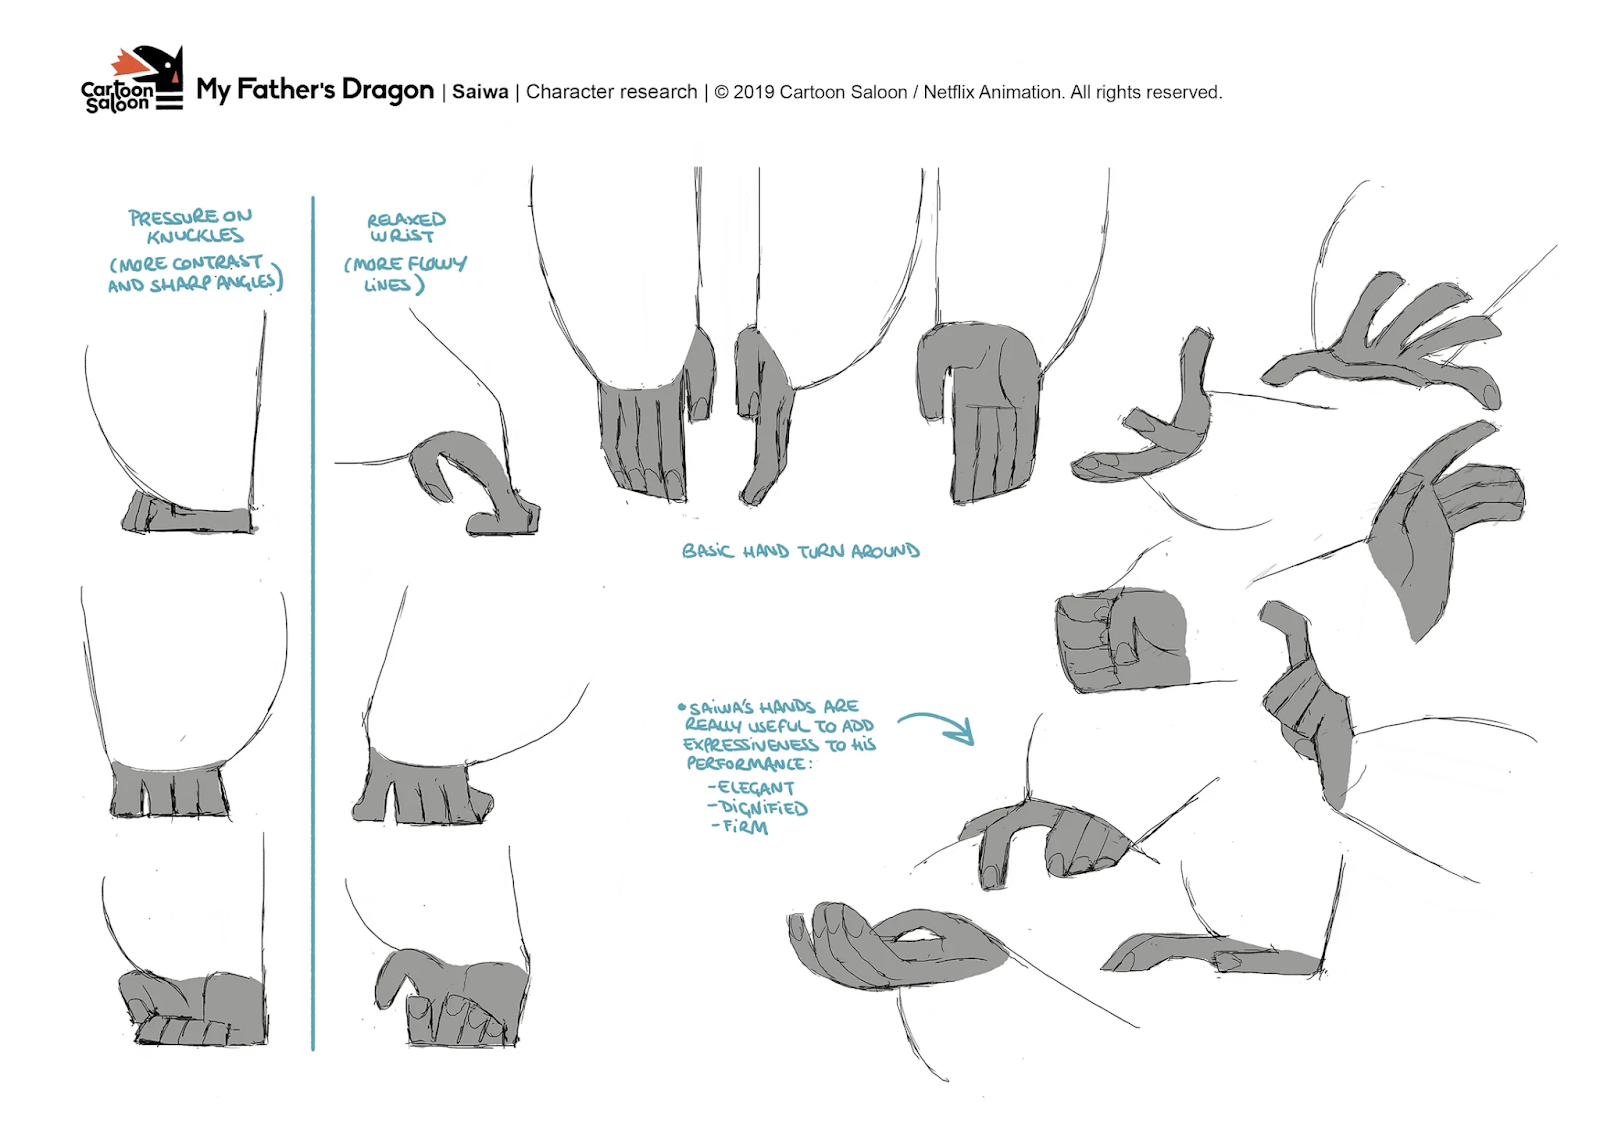 Cartoon
Saloon
My Father's Dragon | Saiwa | Character research | © 2019 Cartoon Saloon / Netflix Animation. All rights reserved.
PRESSURE ON
KNUCKLES
(MORE CONTRAST
AND SHARP ANGLES)
RELAXED
WRIST
(MORE FLOWY
LINES)
BASIC HAND TURN AROUND
• SAIWA'S HANDS ARE
REALLY USEFUL TO ADD
EXPRESSIVENESS TO HIS
PERFORMANCE:
- ELEGANT
- DIGNIFIED
- FIRM